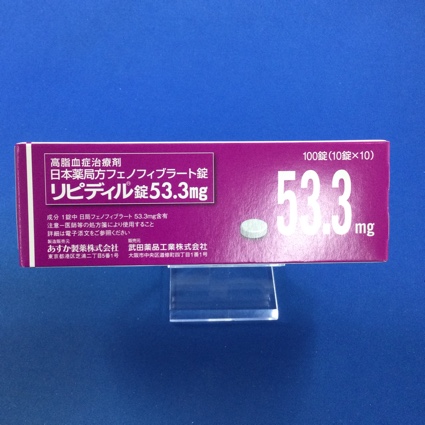 高脂血症治療剤
日本薬局方フェノフィブラート錠
リピディル®錠53.3mg
100錠(10錠×10)
53.3mg
成分 1錠中 日局フェノフィブラート 53.3mg含有
注意-医師等の処方箋により使用すること
詳細は電子添文をご参照ください
製造販売元
あすか製薬株式会社
東京都港区芝浦二丁目5番1号
発売元
武田薬品工業株式会社
大阪市中央区道修町四丁目1番1号